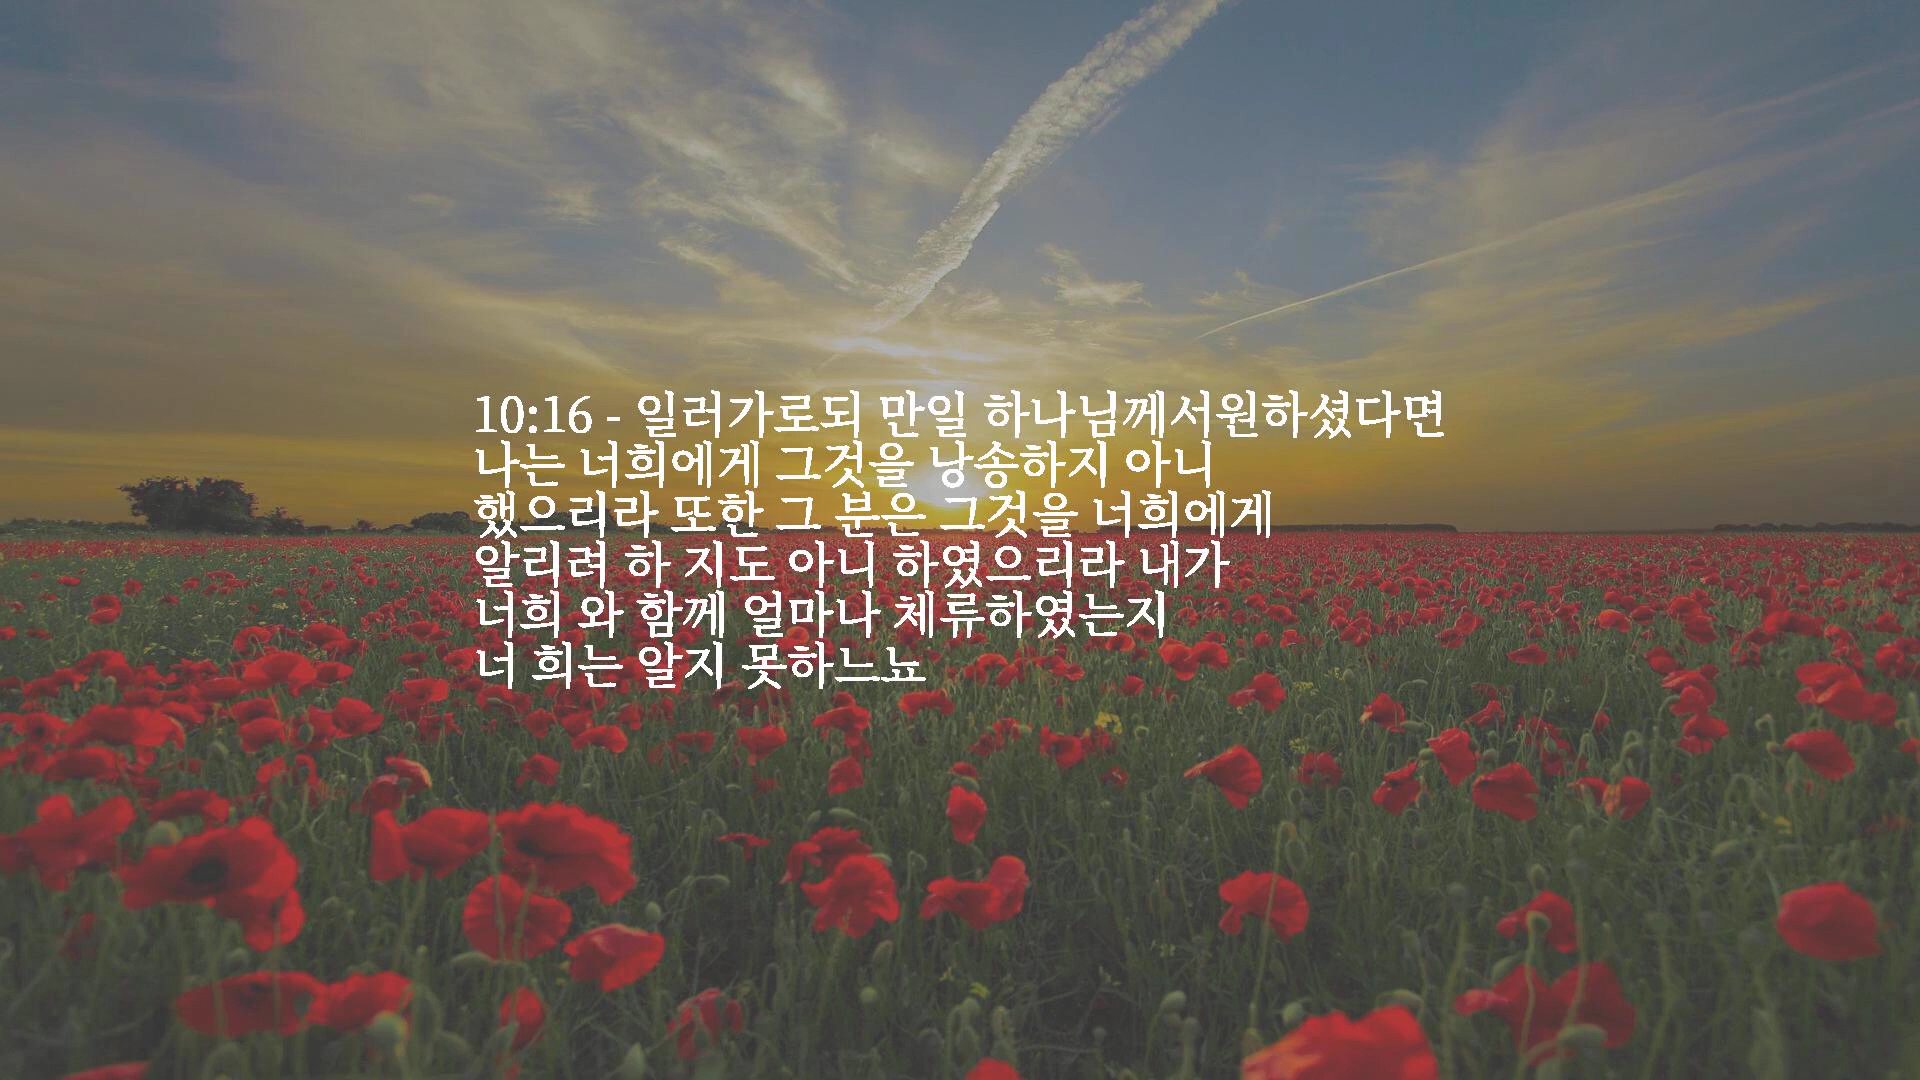 10:16 - 일러가로되 만일 하나님께서원하셨다면
나는 너희에게 그것을 낭송하지 아니
했으리라 또한 그 분은 그것을 너희에게
알리려 하 지도 아니 하였으리라 내가
너희 와 함께 얼마나 체류하였는지
너 희는 알지 못하느뇨